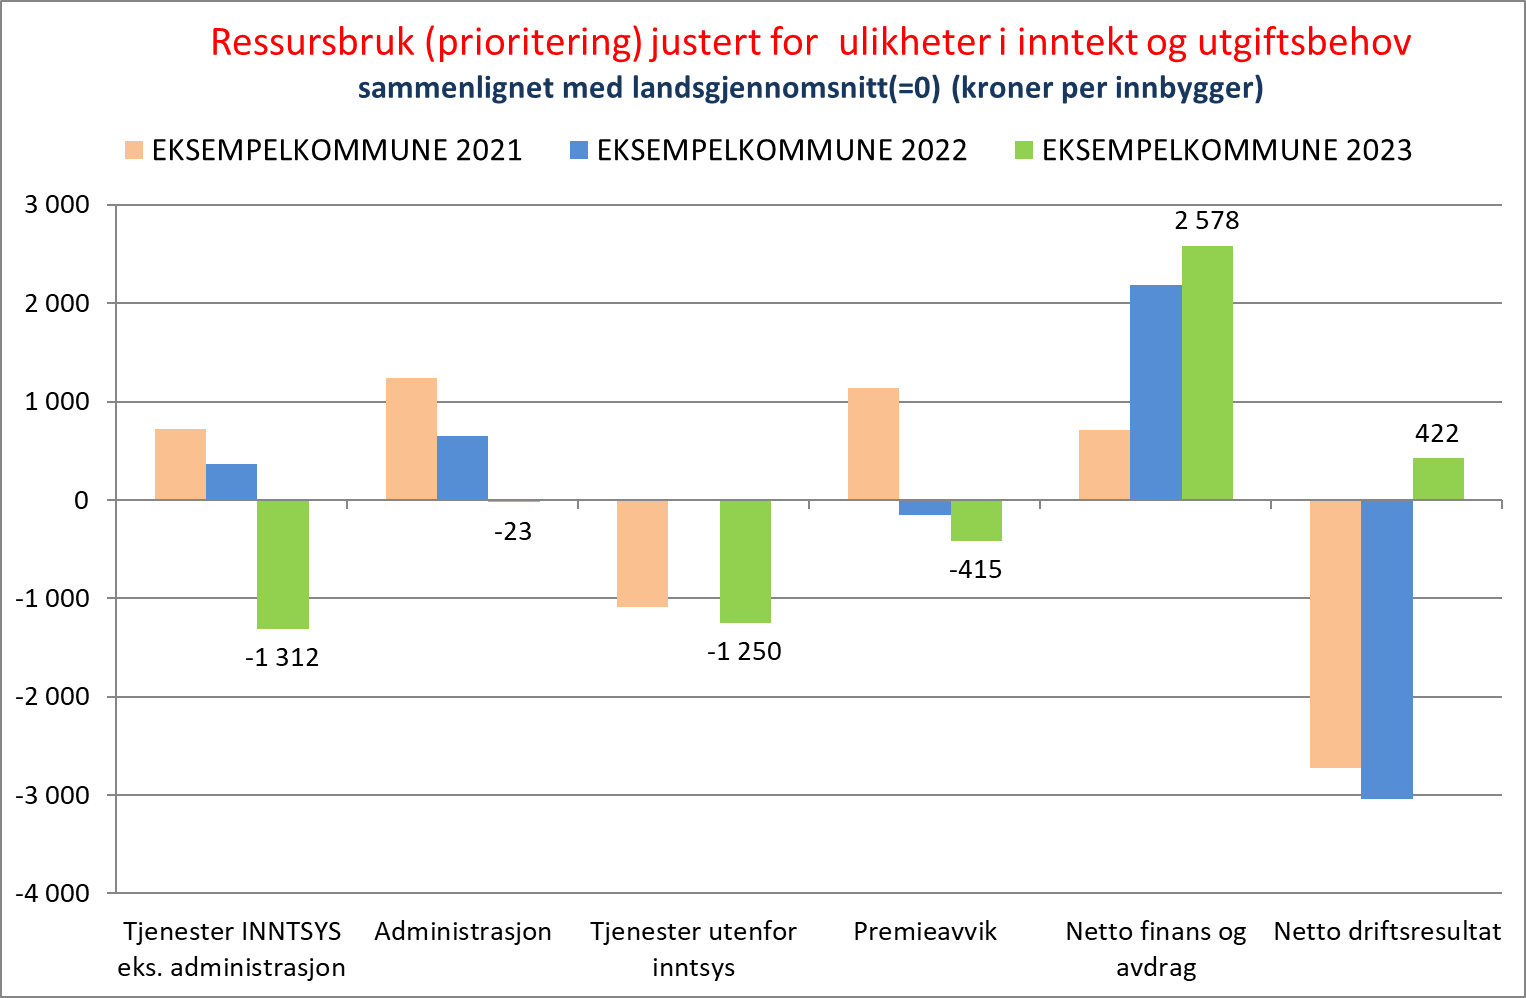 Ressursbruk (prioritering) justert for  ulikheter i inntekt og utgiftsbehov
sammenlignet med landsgjennomsnitt(=0) (kroner per innbygger)
EKSEMPELKOMMUNE 2021 EKSEMPELKOMMUNE 2022 EKSEMPELKOMMUNE 2023
3 000
2 578
2 000
1 000
422
0
-23
-415
-1 000
-1 312
-1 250
-2 000
-3 000
-4 000
Tjenester INNTSYS
eks. administrasjon
Administrasjon
Tjenester utenfor
inntsys
Premieavvik
Netto finans og
avdrag
Netto driftsresultat